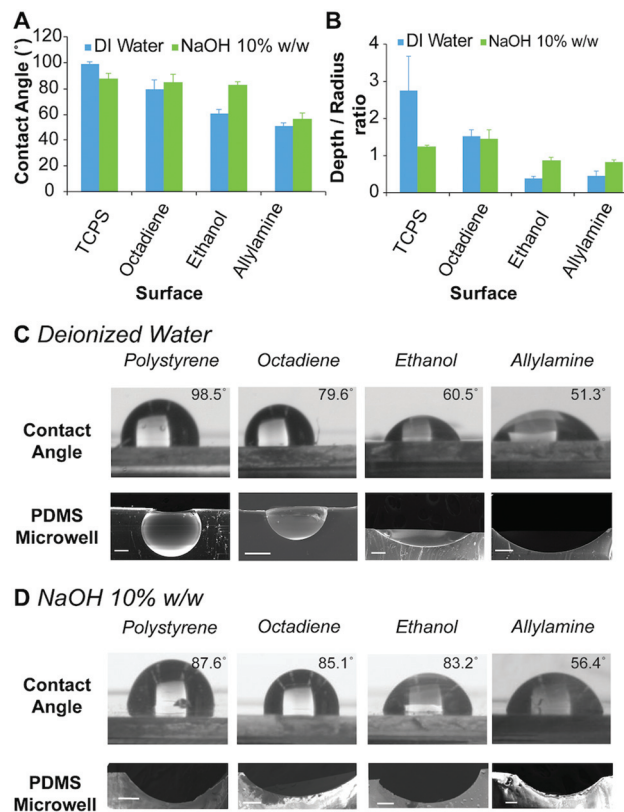 A
DI Water NaOH 10% w/w
Contact Angle (°)
120
100
80
60
40
20
0
TCPS
Octadiene
Ethanol
Allylamine
Surface
B
DI Water NaOH 10% w/w
Depth / Radius
ratio
4
3
2
1
0
TCPS
Octadiene
Ethanol
Allylamine
Surface
C Deionized Water
Polystyrene Octadiene Ethanol Allylamine
Contact
Angle
98.5° 79.6° 60.5° 51.3°
PDMS
Microwell
D NaOH 10% w/w
Polystyrene Octadiene Ethanol Allylamine
Contact
Angle
87.6° 85.1° 83.2° 56.4°
PDMS
Microwell